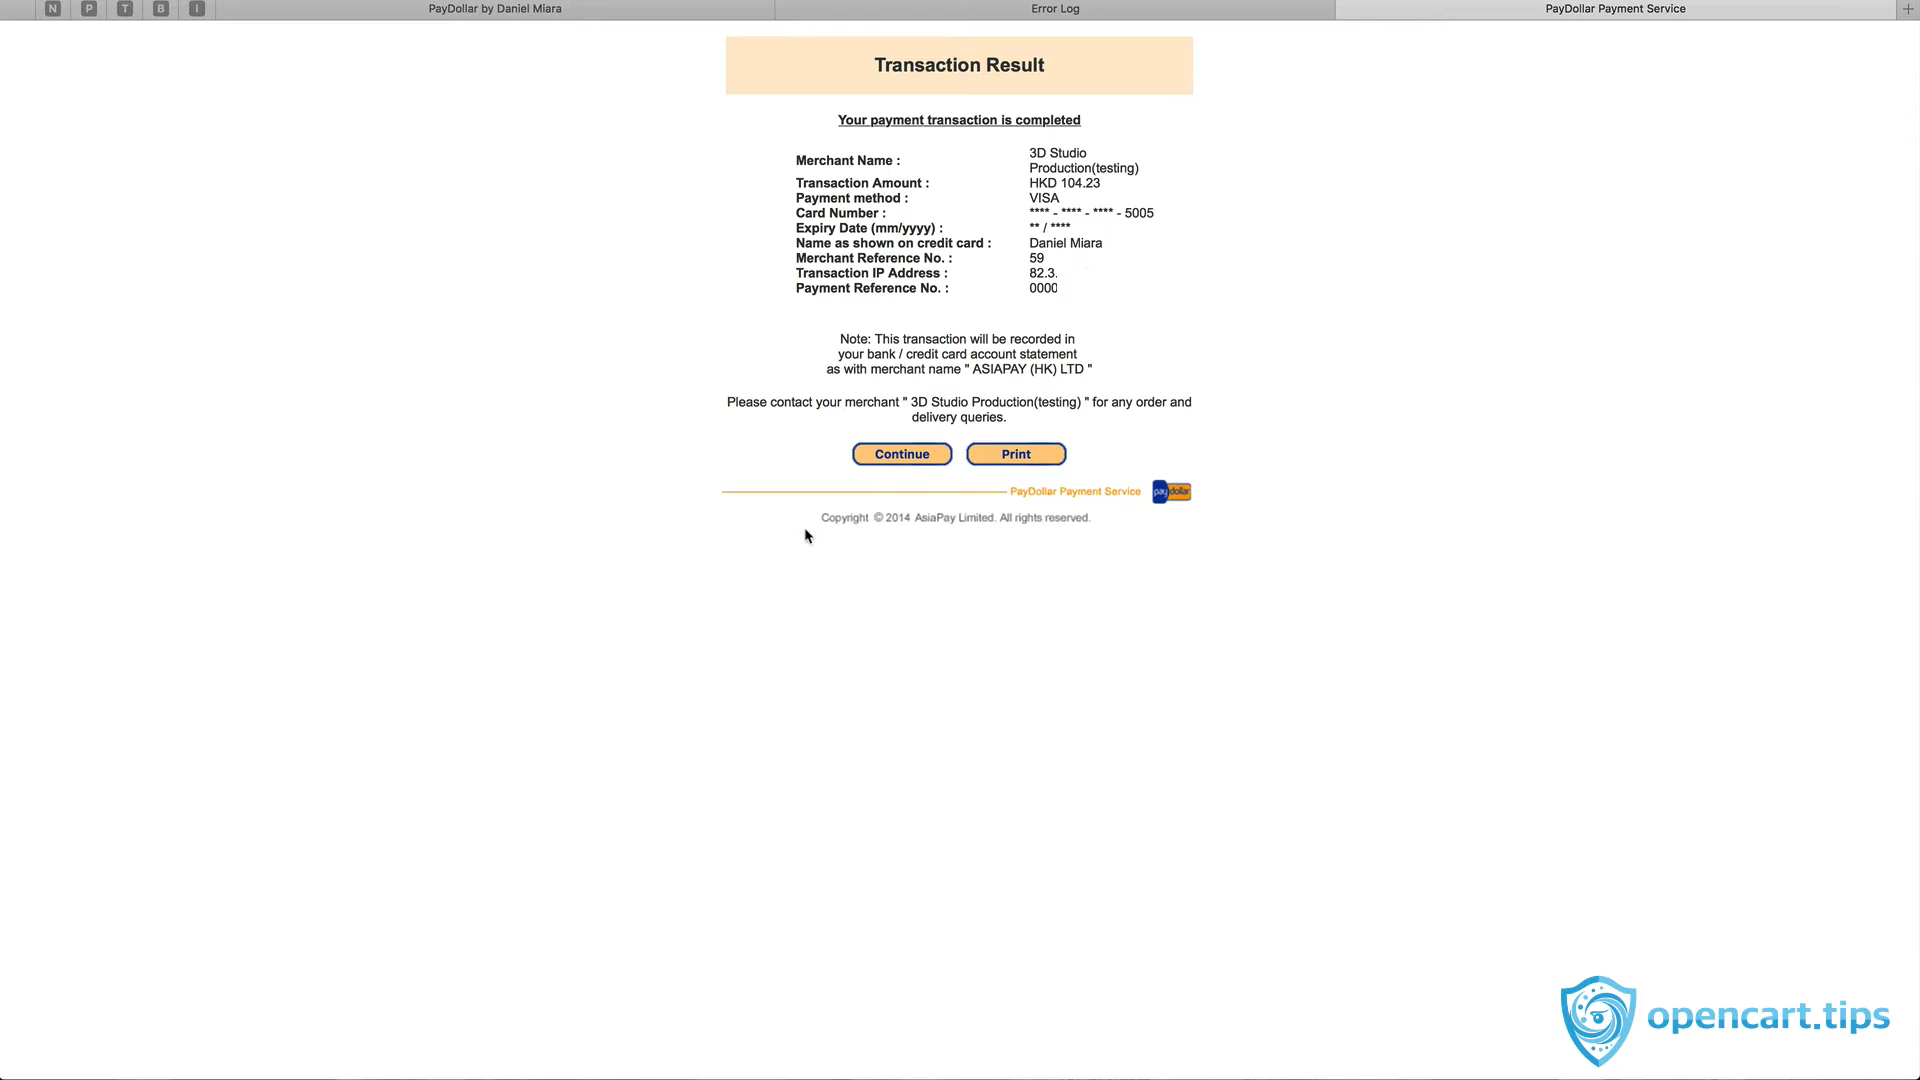 N P T B I PayDollar by Daniel Miara Error Log PayDollar Payment Service +
Transaction Result
Your payment transaction is completed
Merchant Name : 3D Studio Production(testing)
Transaction Amount : HKD 104.23
Payment method : VISA
Card Number : **** - **** - **** - 5005
Expiry Date (mm/yyyy) : ** / ****
Name as shown on credit card : Daniel Miara
Merchant Reference No. : 59
Transaction IP Address : 82.3.
Payment Reference No. : 0000
Note: This transaction will be recorded in
your bank / credit card account statement
as with merchant name " ASIAPAY (HK) LTD "
Please contact your merchant " 3D Studio Production(testing) " for any order and
delivery queries.
Continue Print
PayDollar Payment Service paydollar
Copyright © 2014 AsiaPay Limited. All rights reserved.
opencart.tips